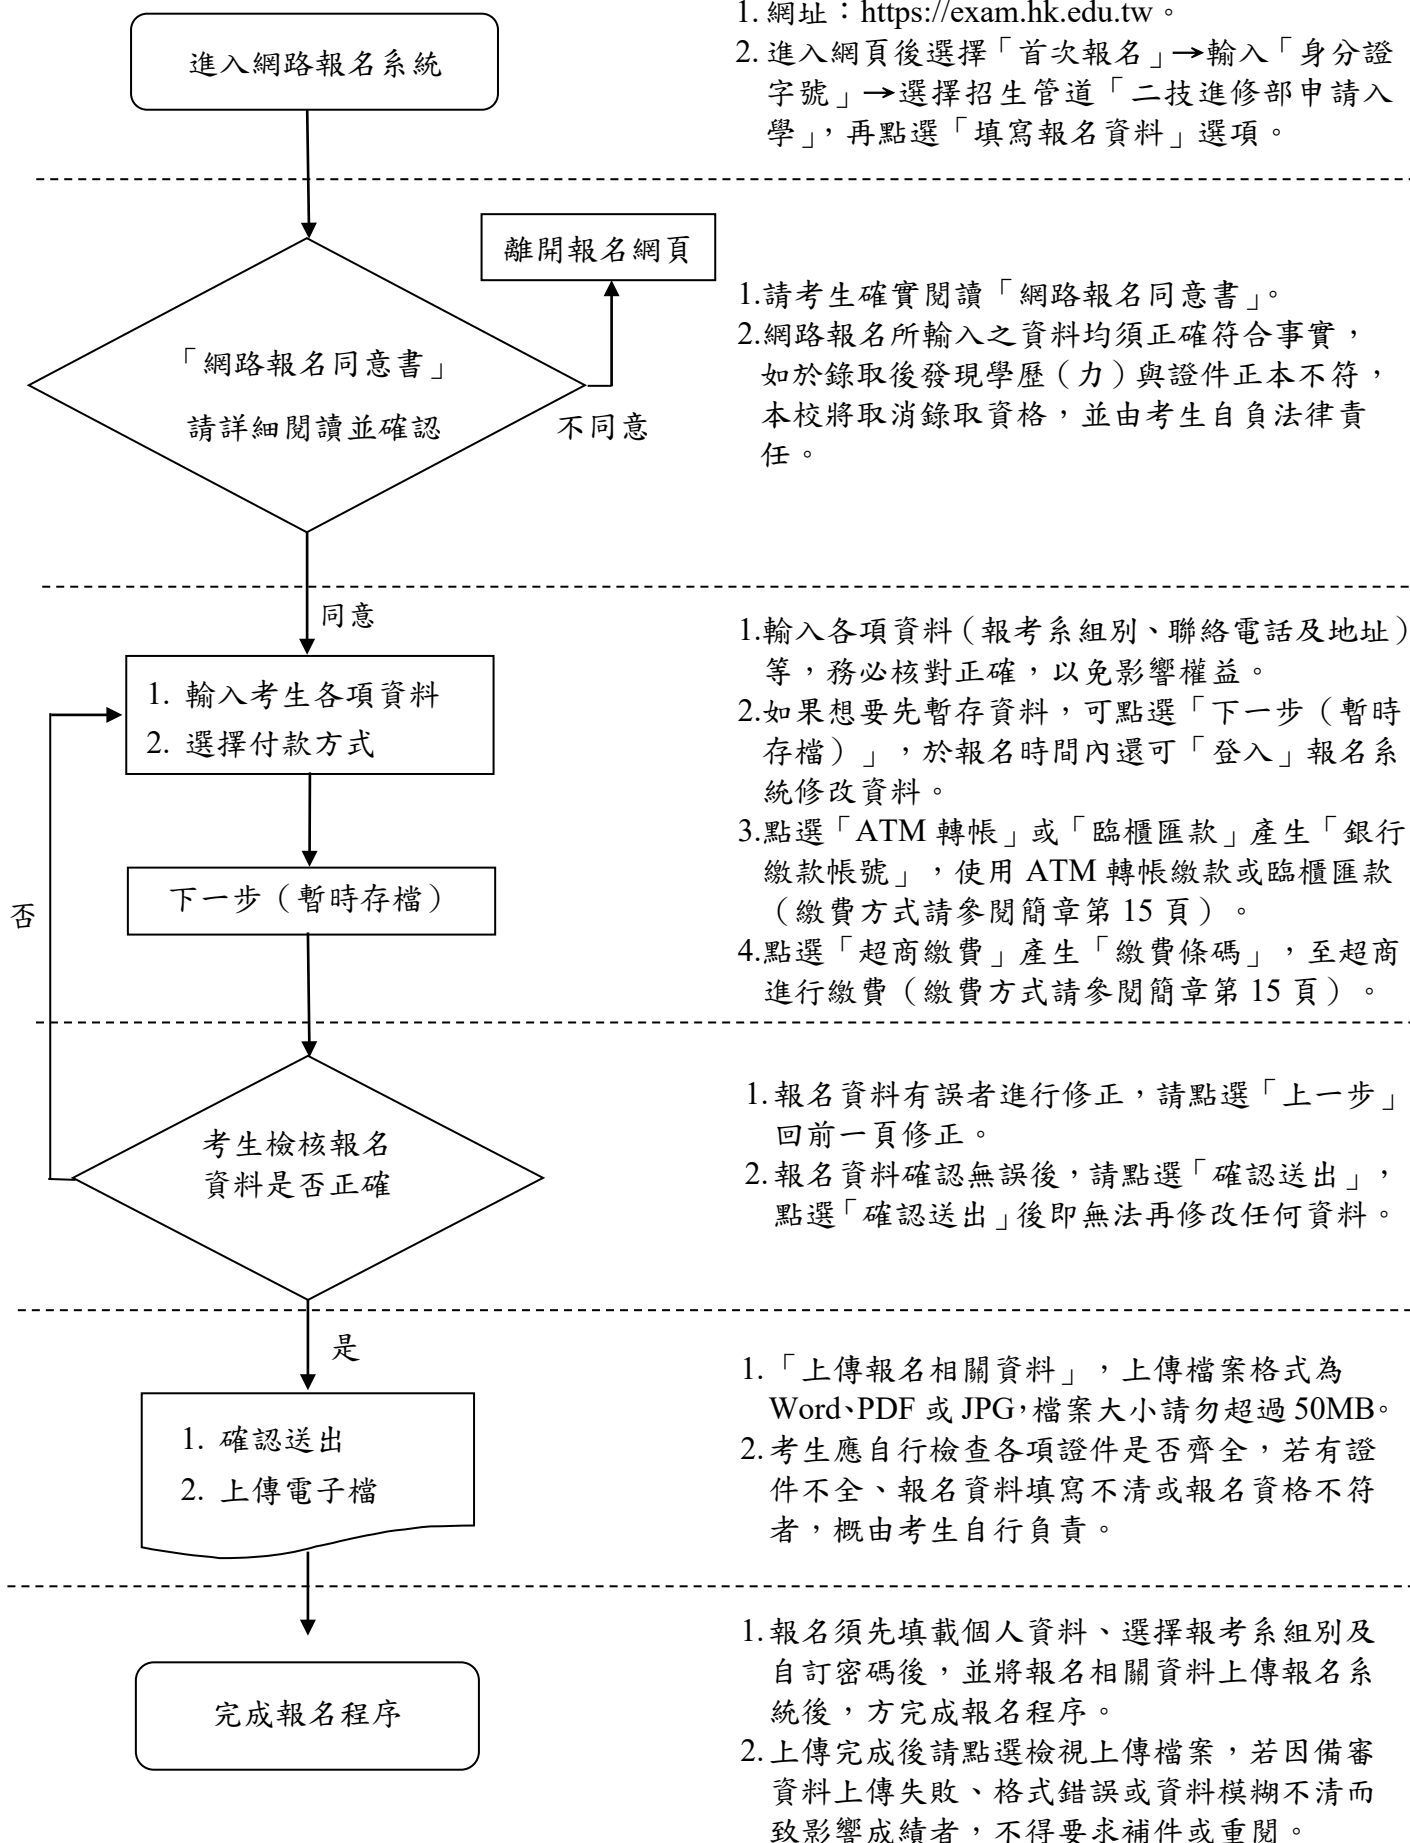 進入網路報名系統
1. 網址：https://exam.hk.edu.tw。
2. 進入網頁後選擇「首次報名」→輸入「身分證
字號」→選擇招生管道「二技進修部申請入
學」，再點選「填寫報名資料」選項。
離開報名網頁
「網路報名同意書」
請詳細閱讀並確認
不同意
1.請考生確實閱讀「網路報名同意書」。
2.網路報名所輸入之資料均須正確符合事實，
如於錄取後發現學歷（力）與證件正本不符，
本校將取消錄取資格，並由考生自負法律責
任。
同意
1. 輸入考生各項資料
2. 選擇付款方式
下一步（暫時存檔）
否
1.輸入各項資料（報考系組別、聯絡電話及地址）
等，務必核對正確，以免影響權益。
2.如果想要先暫存資料，可點選「下一步（暫時
存檔）」，於報名時間內還可「登入」報名系
統修改資料。
3.點選「ATM 轉帳」或「臨櫃匯款」產生「銀行
繳款帳號」，使用 ATM 轉帳繳款或臨櫃匯款
（繳費方式請參閱簡章第 15 頁）。
4.點選「超商繳費」產生「繳費條碼」，至超商
進行繳費（繳費方式請參閱簡章第 15 頁）。
考生檢核報名
資料是否正確
1. 報名資料有誤者進行修正，請點選「上一步」
回前一頁修正。
2. 報名資料確認無誤後，請點選「確認送出」，
點選「確認送出」後即無法再修改任何資料。
是
1. 確認送出
2. 上傳電子檔
1. 「上傳報名相關資料」，上傳檔案格式為
Word、PDF 或 JPG，檔案大小請勿超過 50MB。
2. 考生應自行檢查各項證件是否齊全，若有證
件不全、報名資料填寫不清或報名資格不符
者，概由考生自行負責。
完成報名程序
1. 報名須先填載個人資料、選擇報考系組別及
自訂密碼後，並將報名相關資料上傳報名系
統後，方完成報名程序。
2. 上傳完成後請點選檢視上傳檔案，若因備審
資料上傳失敗、格式錯誤或資料模糊不清而
致影響成績者，不得要求補件或重閱。